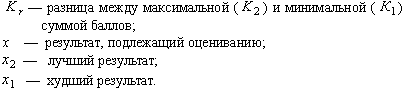 K_r — разница между максимальной ( K_2 ) и минимальной ( K_1)
суммой баллов;
x — результат, подлежащий оцениванию;
x_2 — лучший результат;
x_1 — худший результат.